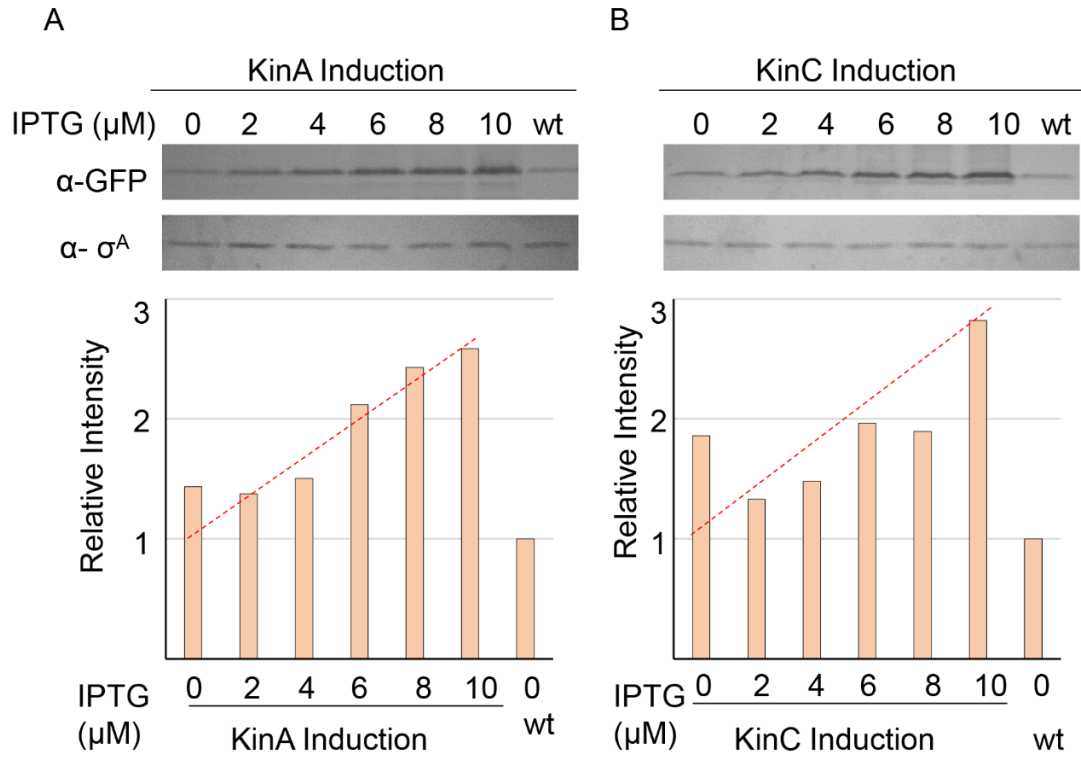 A
KinA Induction
IPTG (μM) 0 2 4 6 8 10 wt
α-GFP
α- σᴬ
3
2
1
Relative Intensity
IPTG (μM) 0 2 4 6 8 10 0
KinA Induction wt
B
KinC Induction
0 2 4 6 8 10 wt
3
2
1
Relative Intensity
IPTG (μM) 0 2 4 6 8 10 0
KinC Induction wt